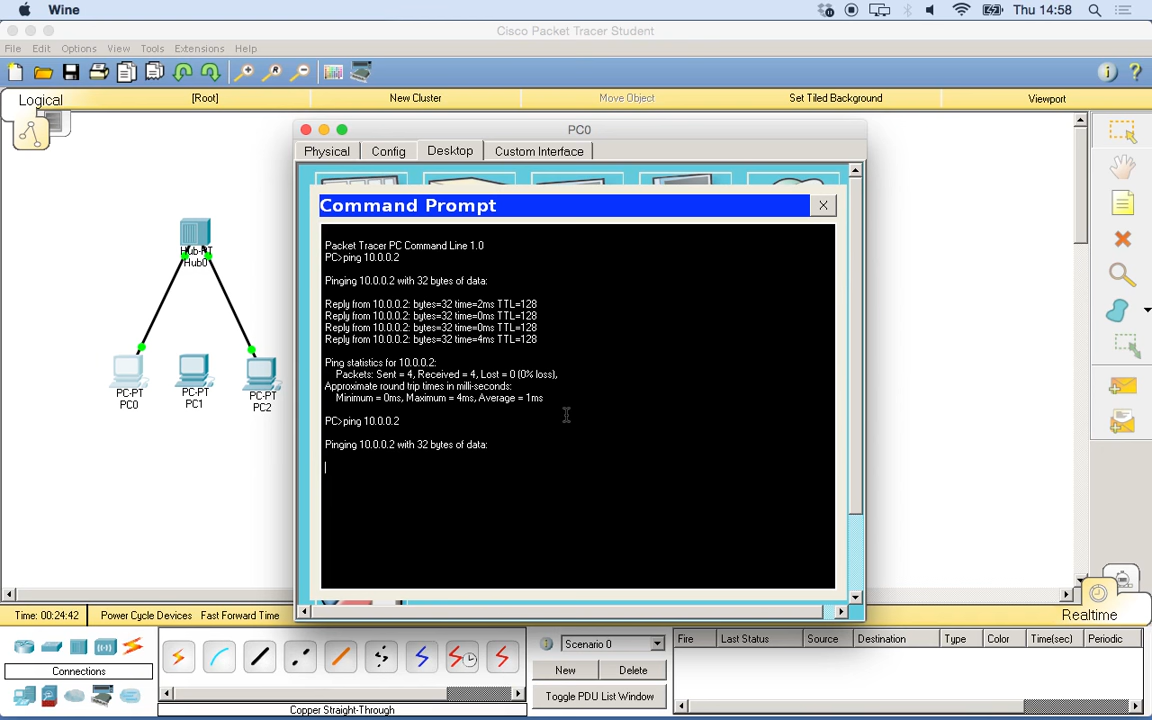 Wine
Thu 14:58
Cisco Packet Tracer Student
File Edit Options View Tools Extensions Help
Logical
[Root]
New Cluster
Move Object
Set Tiled Background
Viewport
PC0
Physical
Config
Desktop
Custom Interface
Command Prompt
X
Packet Tracer PC Command Line 1.0
PC>ping 10.0.0.2
Pinging 10.0.0.2 with 32 bytes of data:
Reply from 10.0.0.2: bytes=32 time=2ms TTL=128
Reply from 10.0.0.2: bytes=32 time=0ms TTL=128
Reply from 10.0.0.2: bytes=32 time=0ms TTL=128
Reply from 10.0.0.2: bytes=32 time=4ms TTL=128
Ping statistics for 10.0.0.2:
Packets: Sent = 4, Received = 4, Lost = 0 (0% loss),
Approximate round trip times in milli-seconds:
Minimum = 0ms, Maximum = 4ms, Average = 1ms
PC>ping 10.0.0.2
Pinging 10.0.0.2 with 32 bytes of data:
Hub-PT
Hub0
PC-PT
PC0
PC-PT
PC1
PC-PT
PC2
Time: 00:24:42
Power Cycle Devices Fast Forward Time
Realtime
Connections
Copper Straight-Through
Scenario 0
New
Delete
Toggle PDU List Window
Fire
Last Status
Source
Destination
Type
Color
Time(sec)
Periodic